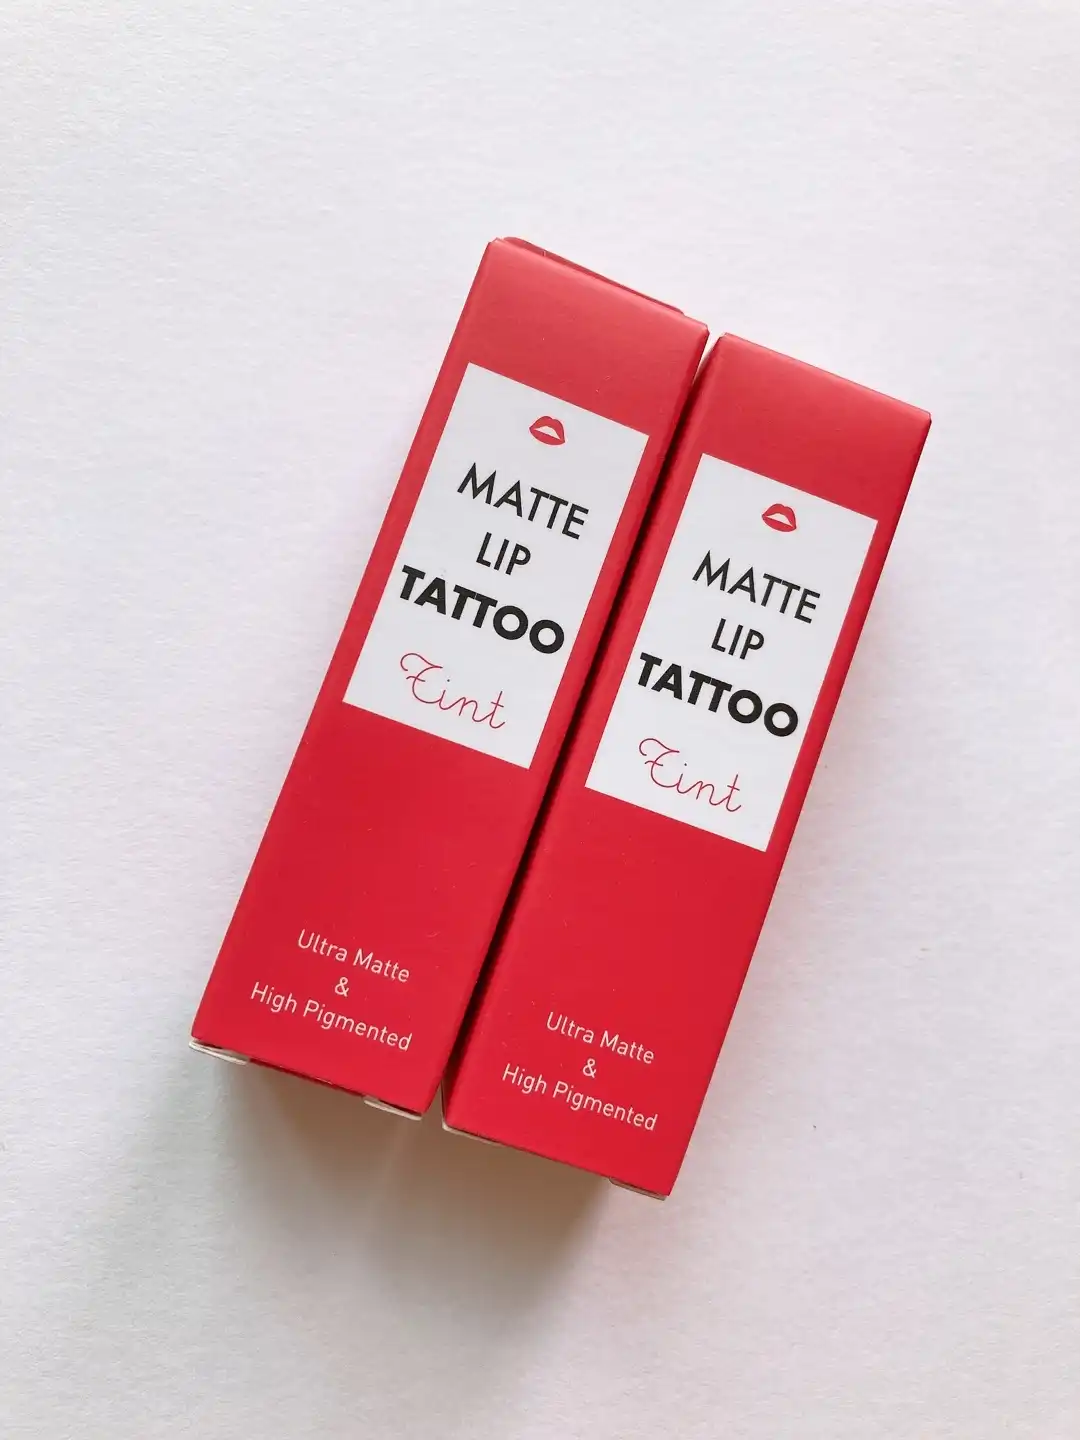 MATTE
LIP
TATTOO
Tint
Ultra Matte
&
High Pigmented
MATTE
LIP
TATTOO
Tint
Ultra Matte
&
High Pigmented